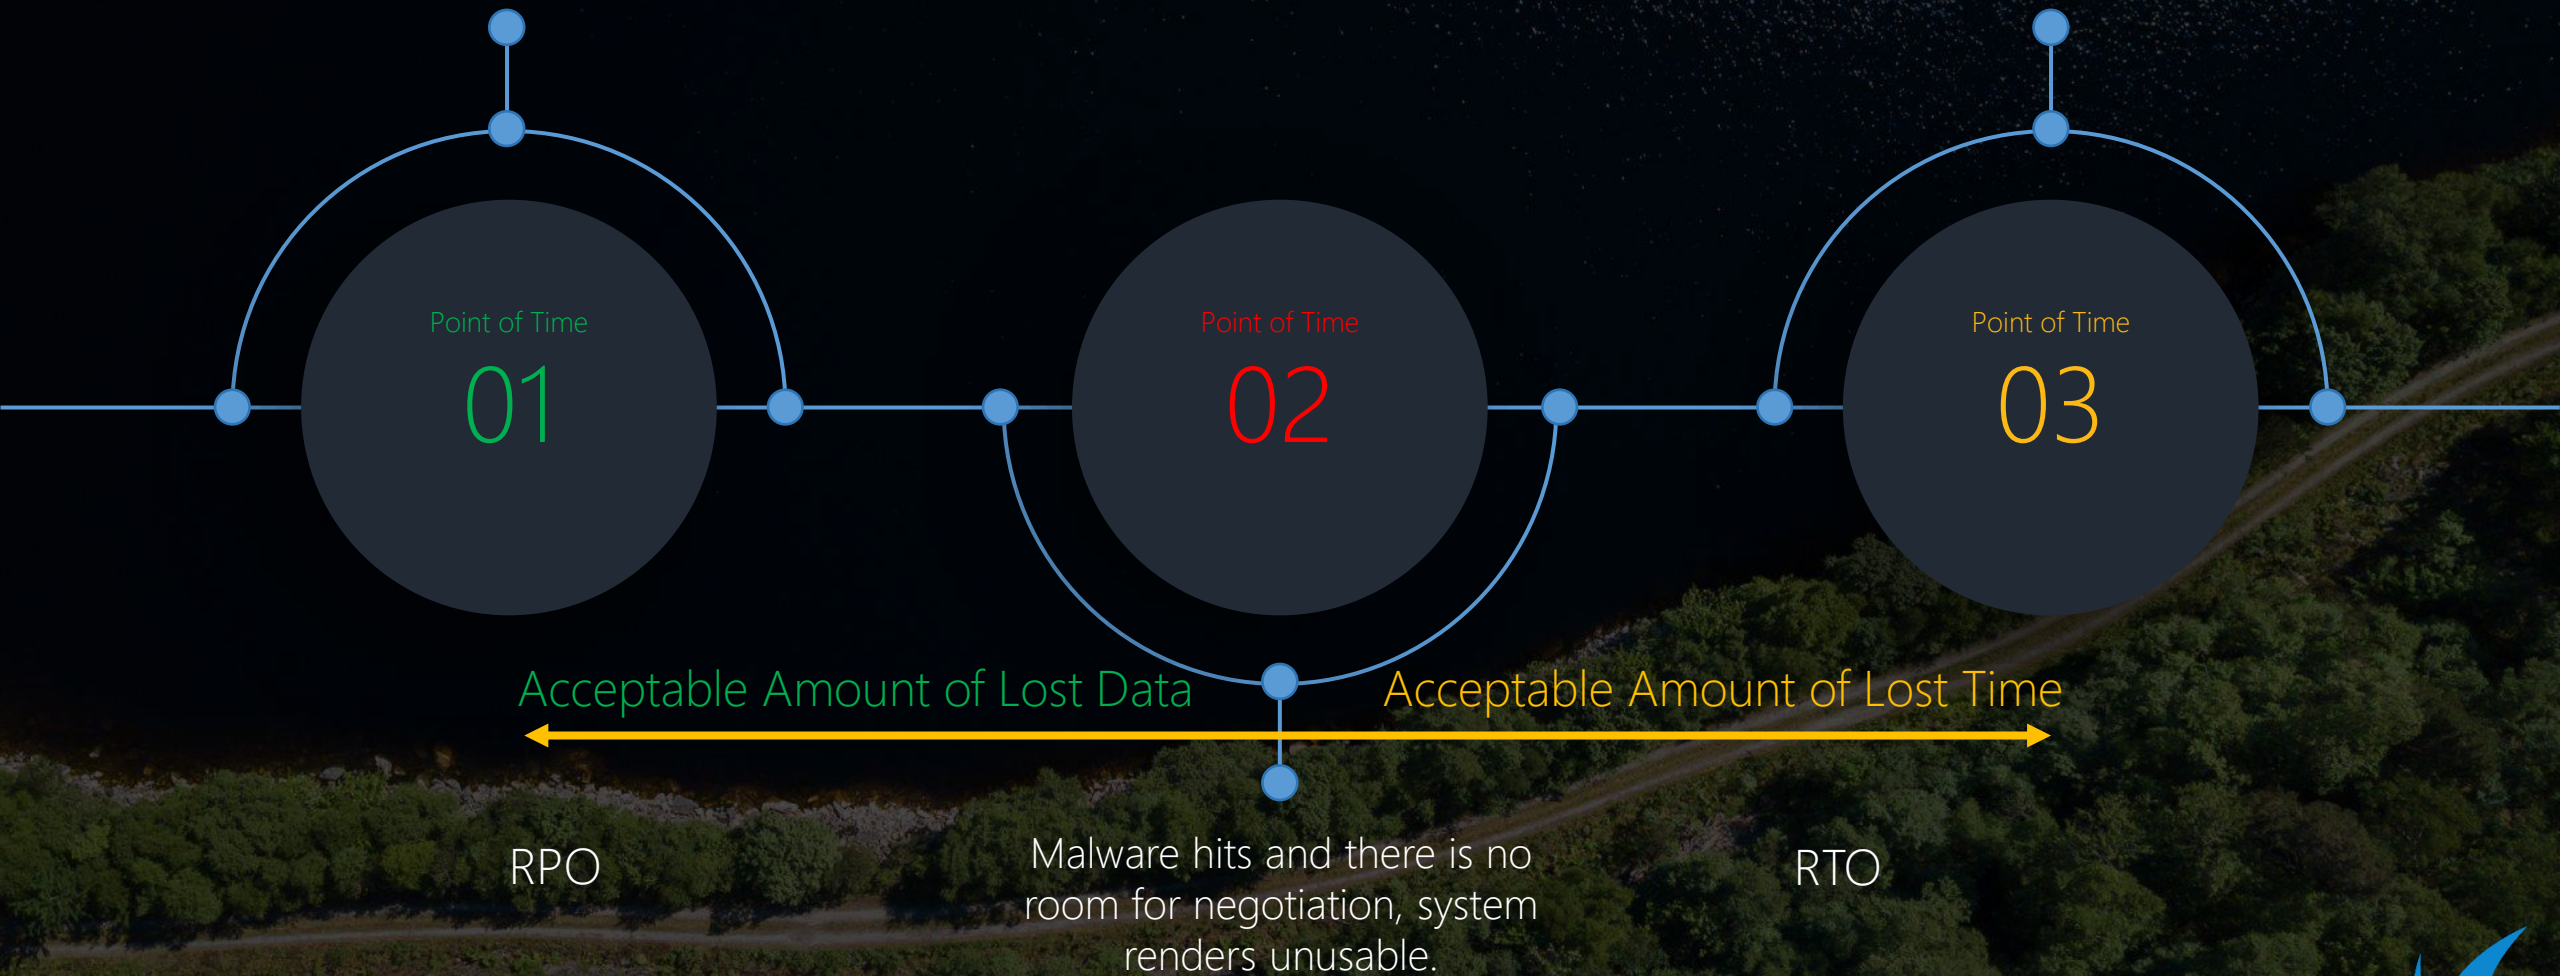 Point of Time
01
Point of Time
02
Point of Time
03
Acceptable Amount of Lost Data
Acceptable Amount of Lost Time
RPO
Malware hits and there is no
room for negotiation, system
renders unusable.
RTO